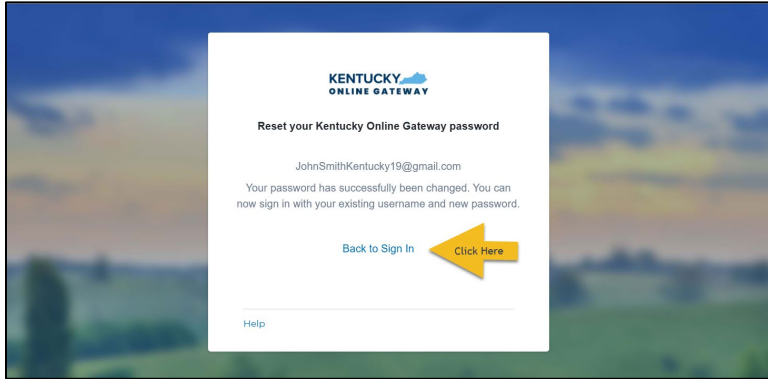 KENTUCKY
ONLINE GATEWAY
Reset your Kentucky Online Gateway password
JohnSmithKentucky19@gmail.com
Your password has successfully been changed. You can
now sign in with your existing username and new password.
Back to Sign In
Click Here
Help